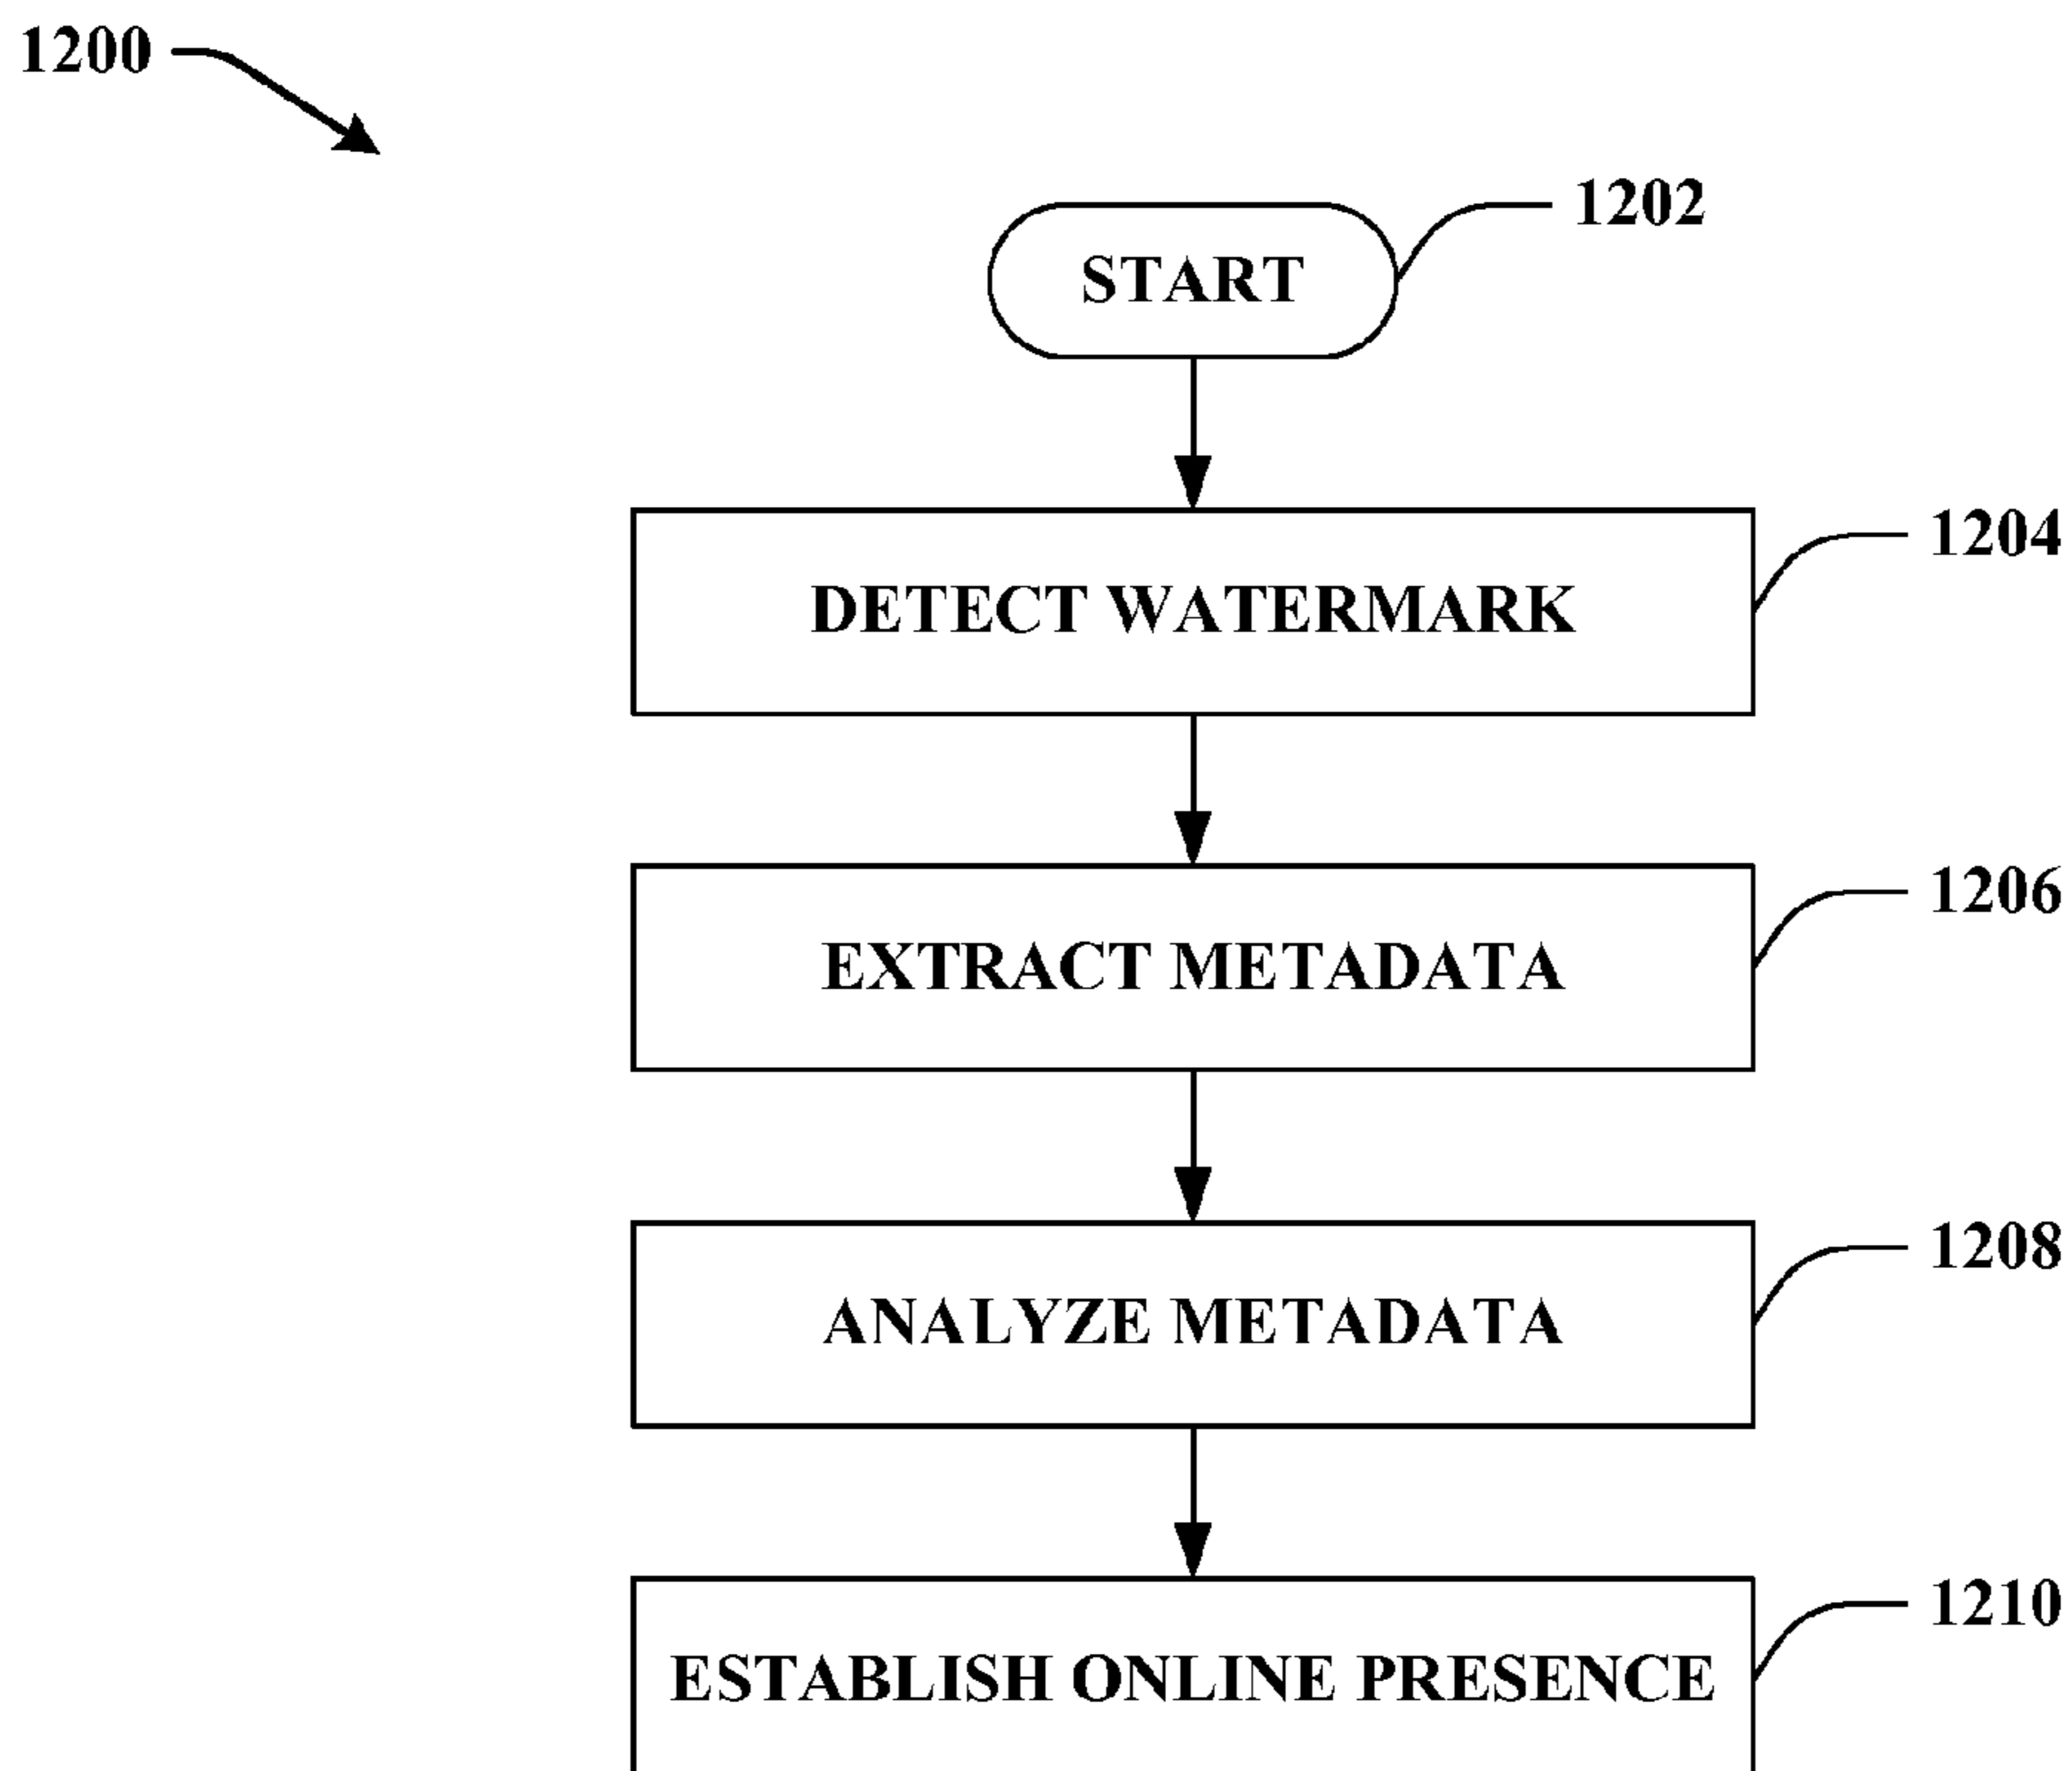 1200
1202
START
1204
DETECT WATERMARK
1206
EXTRACT METADATA
1208
ANALYZE METADATA
1210
ESTABLISH ONLINE PRESENCE